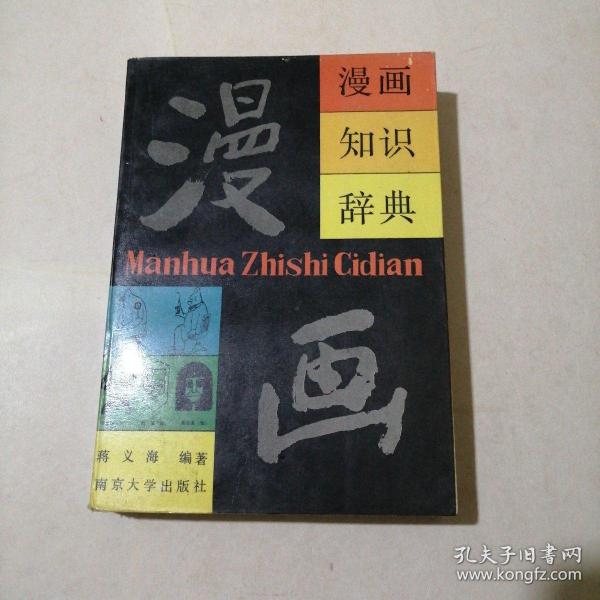 漫画
知识
辞典
漫
Manhua Zhishi Cidian
画
蒋义海 编著
南京大学出版社
孔夫子旧书网
www.kongfz.com